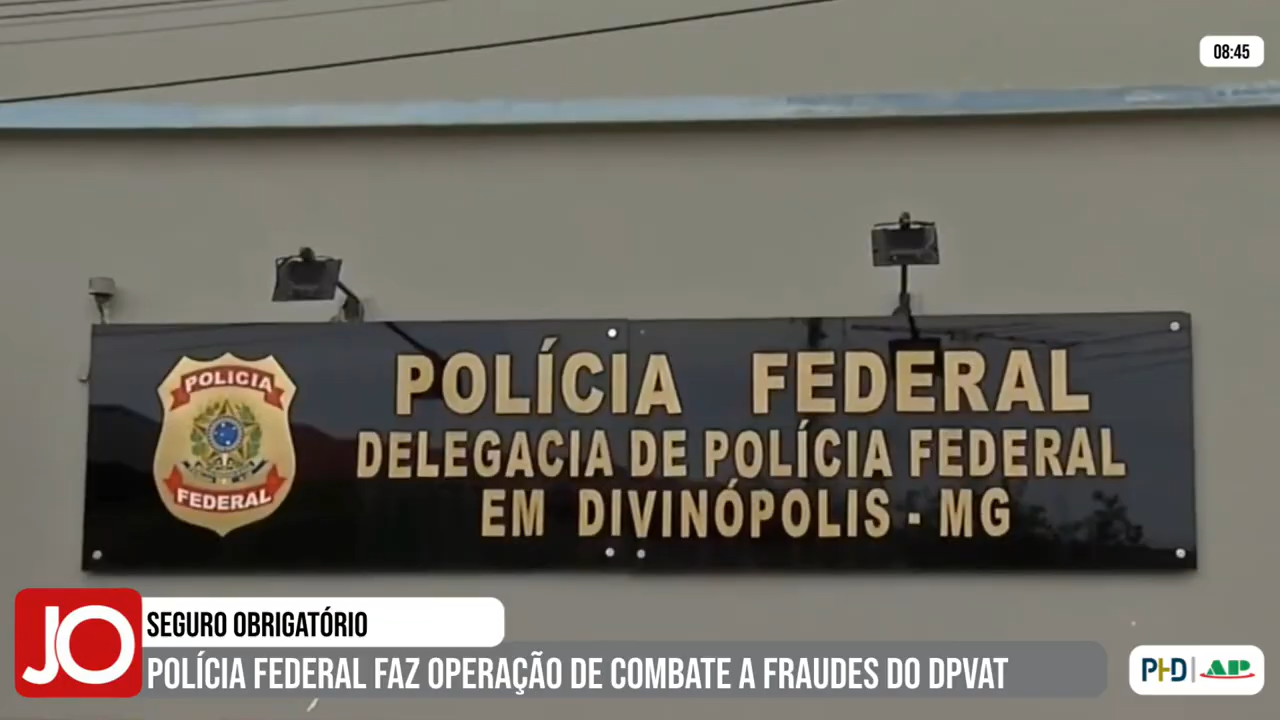 08:45
POLICIA
FEDERAL
POLÍCIA FEDERAL
DELEGACIA DE POLÍCIA FEDERAL
EM DIVINÓPOLIS - MG
JO
SEGURO OBRIGATÓRIO
POLÍCIA FEDERAL FAZ OPERAÇÃO DE COMBATE A FRAUDES DO DPVAT
PHD | AP